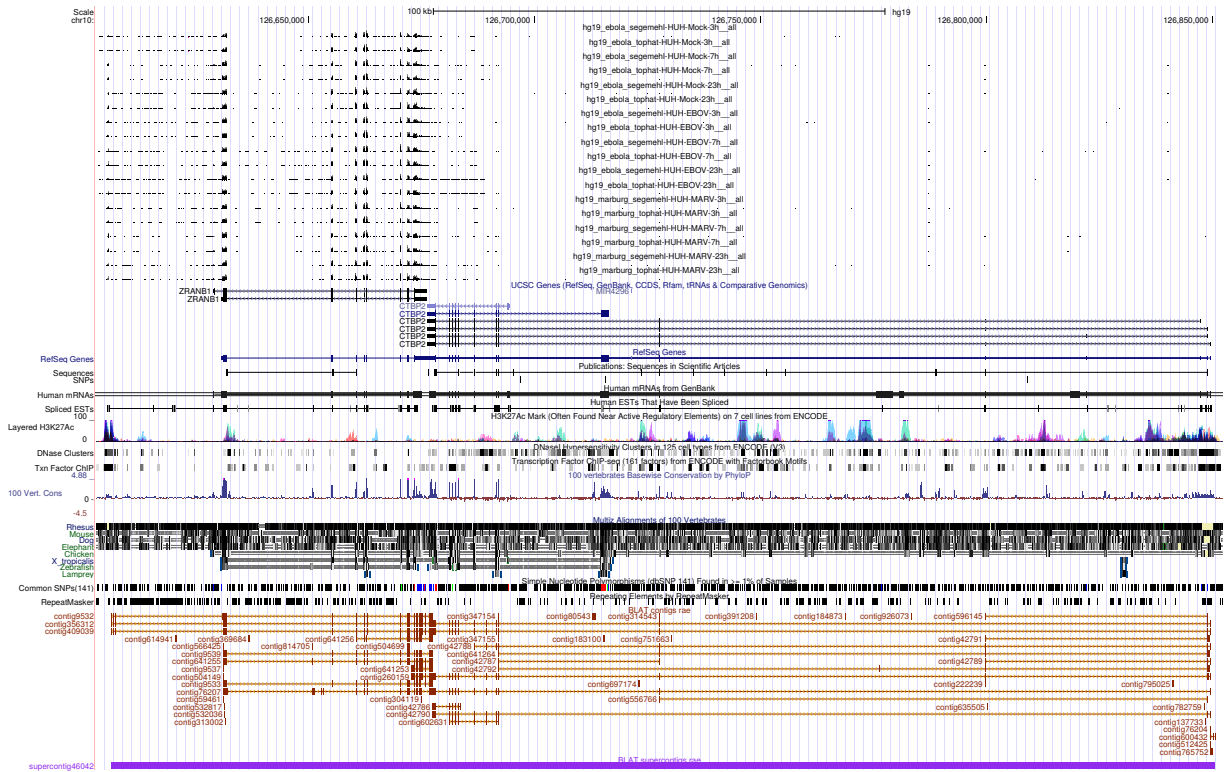 Scale 100 kb hg19
chr10: 126,650,000 126,700,000 126,750,000 126,800,000 126,850,000
hg19_ebola_segemehl-HUH-Mock-3h__all
hg19_ebola_tophat-HUH-Mock-3h__all
hg19_ebola_segemehl-HUH-Mock-7h__all
hg19_ebola_tophat-HUH-Mock-7h__all
hg19_ebola_segemehl-HUH-Mock-23h__all
hg19_ebola_tophat-HUH-Mock-23h__all
hg19_ebola_segemehl-HUH-EBOV-3h__all
hg19_ebola_tophat-HUH-EBOV-3h__all
hg19_ebola_segemehl-HUH-EBOV-7h__all
hg19_ebola_tophat-HUH-EBOV-7h__all
hg19_ebola_segemehl-HUH-EBOV-23h__all
hg19_ebola_tophat-HUH-EBOV-23h__all
hg19_marburg_segemehl-HUH-MARV-3h__all
hg19_marburg_tophat-HUH-MARV-3h__all
hg19_marburg_segemehl-HUH-MARV-7h__all
hg19_marburg_tophat-HUH-MARV-7h__all
hg19_marburg_segemehl-HUH-MARV-23h__all
hg19_marburg_tophat-HUH-MARV-23h__all
UCSC Genes (RefSeq, GenBank, CCDS, Rfam, tRNAs & Comparative Genomics)
ZRANB1 MIR4296
ZRANB1
CTBP2
CTBP2
CTBP2
CTBP2
CTBP2
CTBP2
RefSeq Genes
RefSeq Genes
Publications: Sequences in Scientific Articles
Sequences
SNPs
Human mRNAs from GenBank
Human mRNAs
Human ESTs That Have Been Spliced
Spliced ESTs
H3K27Ac Mark (Often Found Near Active Regulatory Elements) on 7 cell lines from ENCODE
100
Layered H3K27Ac
0
DNaseI Hypersensitivity Clusters in 125 cell types from ENCODE (V3)
DNase Clusters
Transcription Factor ChIP-seq (161 factors) from ENCODE with Factorbook Motifs
Txn Factor ChIP
4.88
100 vertebrates Basewise Conservation by PhyloP
100 Vert. Cons
0
-4.5
Multiz Alignments of 100 Vertebrates
Rhesus
Mouse
Dog
Elephant
Chicken
X_tropicalis
Zebrafish
Lamprey
Simple Nucleotide Polymorphisms (dbSNP 141) Found in >= 1% of Samples
Common SNPs(141)
Repeating Elements by RepeatMasker
RepeatMasker
BLAT contigs rae
contig9532 contig347154 contig80543 contig314543 contig391208 contig184873 contig926073 contig596145
contig356312
contig409039
contig614941 contig369684 contig641256 contig347155 contig183100 contig751663 contig42791
contig566425 contig814705 contig504699 contig42788
contig9539 contig641264
contig641255 contig42787 contig42789
contig9537 contig641253 contig42792
contig504149 contig260159
contig9533 contig697174 contig222239 contig795025
contig76207
contig59461 contig304119 contig556766
contig532817 contig42786 contig635505 contig782759
contig532036 contig42790
contig313002 contig602631 contig137733
contig76204
contig600432
contig512425
contig765752
BLAT supercontigs rae
supercontig46042